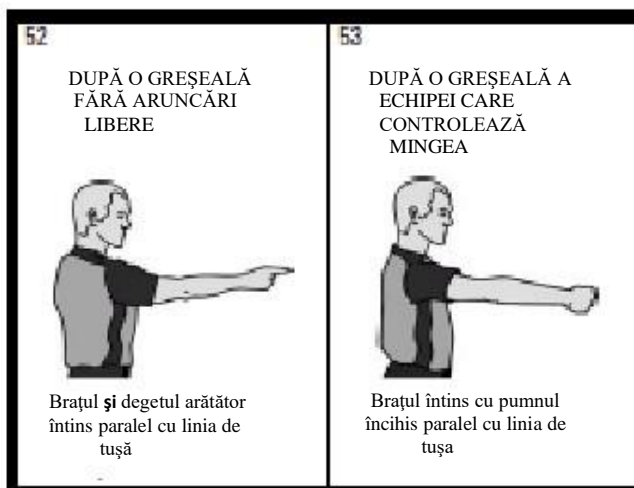 52
DUPĂ O GREŞEALĂ
FĂRĂ ARUNCĂRI
LIBERE
Braţul şi degetul arătător
întins paralel cu linia de
tuşă
53
DUPĂ O GREŞEALĂ A
ECHIPEI CARE
CONTROLEAZĂ
MINGEA
Braţul întins cu pumnul
încihis paralel cu linia de
tuşa